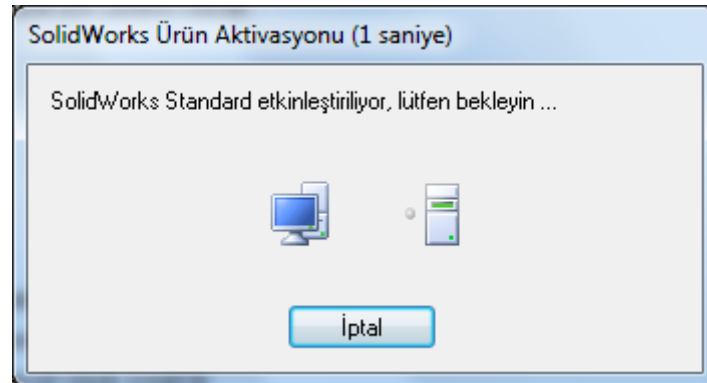 SolidWorks Ürün Aktivasyonu (1 saniye)
SolidWorks Standard etkinleştiriliyor, lütfen bekleyin ...
İptal